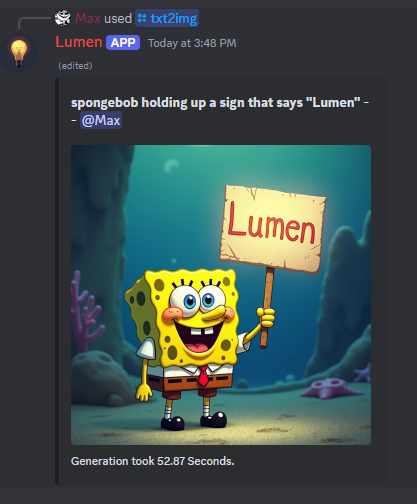 Max used txt2img
Lumen APP Today at 3:48 PM
(edited)
spongebob holding up a sign that says "Lumen" -
- @Max
Lumen
Generation took 52.87 Seconds.